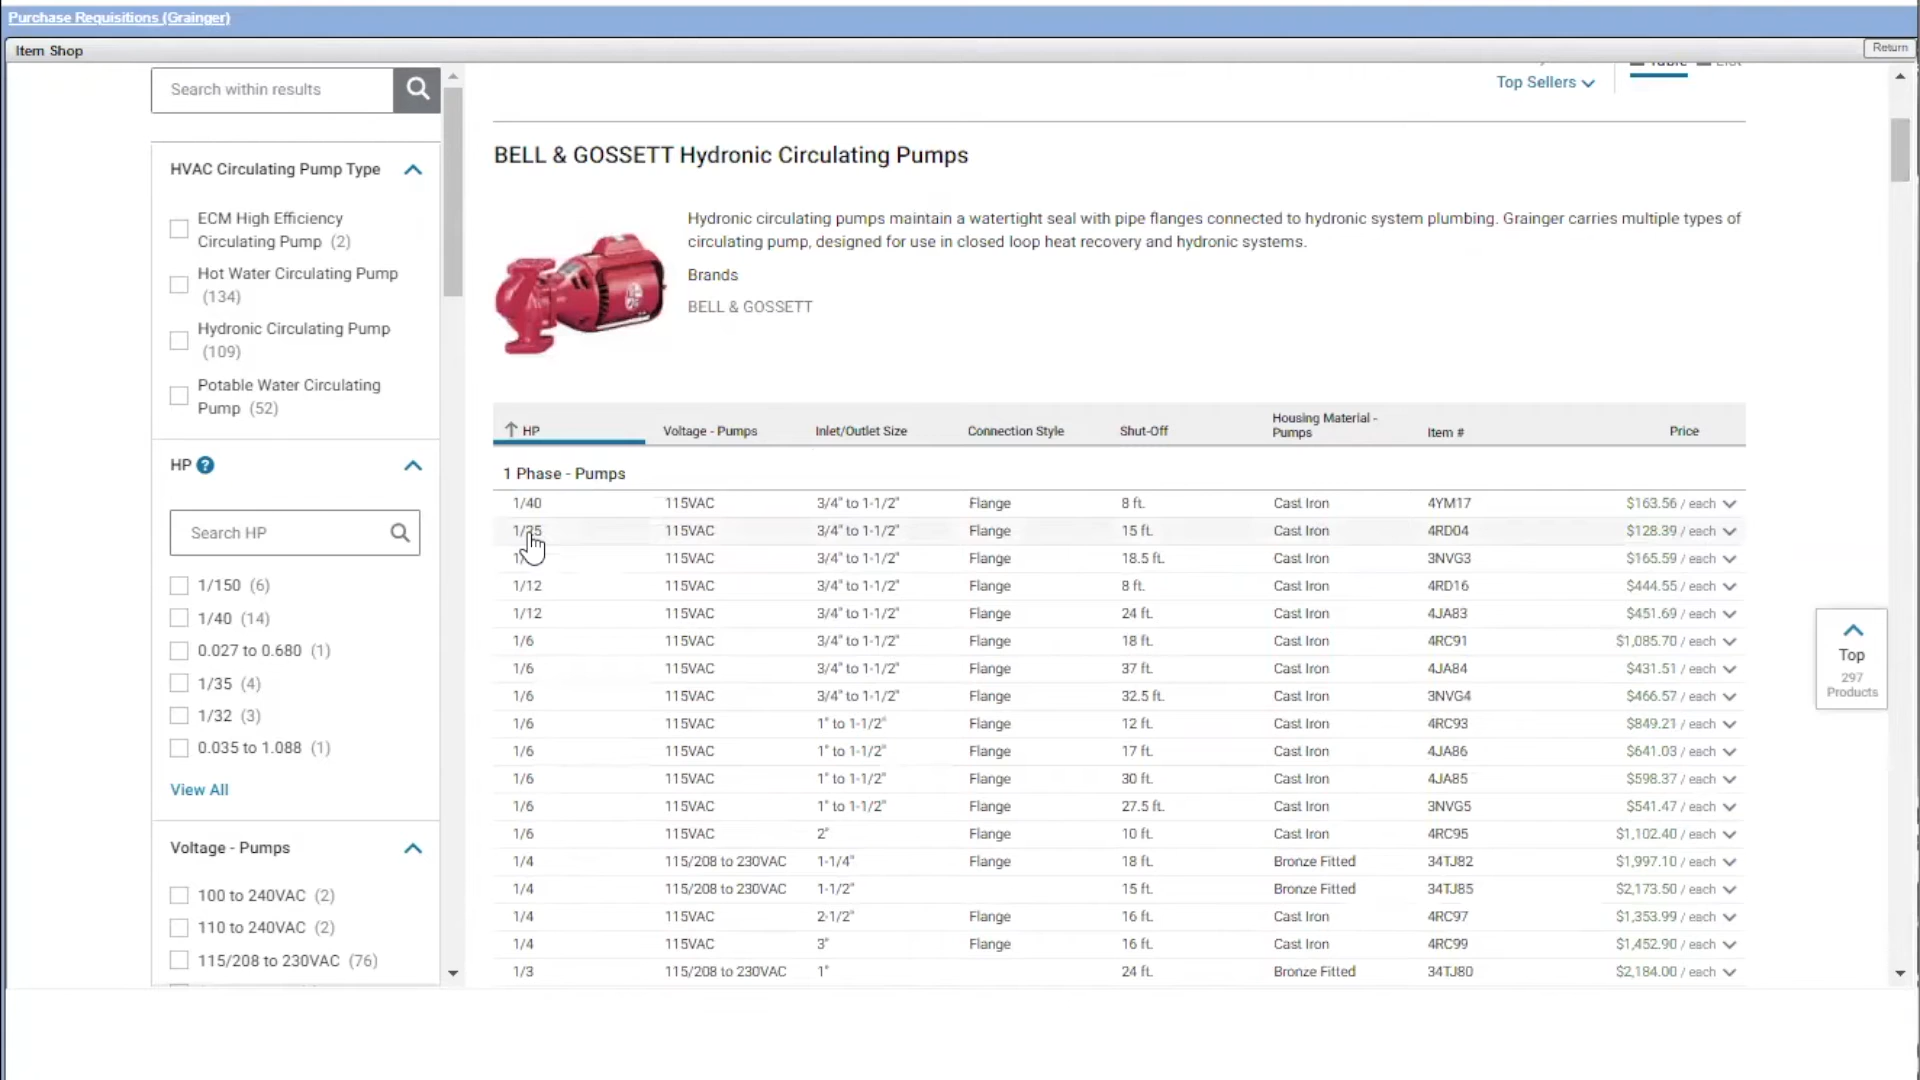 Purchase Requisitions (Grainger)
Item Shop
Return
Search within results
Top Sellers
Table
List
HVAC Circulating Pump Type
ECM High Efficiency
Circulating Pump (2)
Hot Water Circulating Pump
(134)
Hydronic Circulating Pump
(109)
Potable Water Circulating
Pump (52)
HP ?
Search HP
1/150 (6)
1/40 (14)
0.027 to 0.680 (1)
1/35 (4)
1/32 (3)
0.035 to 1.088 (1)
View All
Voltage - Pumps
100 to 240VAC (2)
110 to 240VAC (2)
115/208 to 230VAC (76)
BELL & GOSSETT Hydronic Circulating Pumps
Hydronic circulating pumps maintain a watertight seal with pipe flanges connected to hydronic system plumbing. Grainger carries multiple types of
circulating pump, designed for use in closed loop heat recovery and hydronic systems.
Brands
BELL & GOSSETT
HP Voltage - Pumps Inlet/Outlet Size Connection Style Shut-Off Housing Material - Pumps Item # Price
1 Phase - Pumps
1/40 115VAC 3/4" to 1-1/2" Flange 8 ft. Cast Iron 4YM17 $163.56 / each
1/25 115VAC 3/4" to 1-1/2" Flange 15 ft. Cast Iron 4RD04 $128.39 / each
115VAC 3/4" to 1-1/2" Flange 18.5 ft. Cast Iron 3NVG3 $165.59 / each
1/12 115VAC 3/4" to 1-1/2" Flange 8 ft. Cast Iron 4RD16 $444.55 / each
1/12 115VAC 3/4" to 1-1/2" Flange 24 ft. Cast Iron 4JA83 $451.69 / each
1/6 115VAC 3/4" to 1-1/2" Flange 18 ft. Cast Iron 4RC91 $1,085.70 / each
1/6 115VAC 3/4" to 1-1/2" Flange 37 ft. Cast Iron 4JA84 $431.51 / each
1/6 115VAC 3/4" to 1-1/2" Flange 32.5 ft. Cast Iron 3NVG4 $466.57 / each
1/6 115VAC 1" to 1-1/2" Flange 12 ft. Cast Iron 4RC93 $849.21 / each
1/6 115VAC 1" to 1-1/2" Flange 17 ft. Cast Iron 4JA86 $641.03 / each
1/6 115VAC 1" to 1-1/2" Flange 30 ft. Cast Iron 4JA85 $598.37 / each
1/6 115VAC 1" to 1-1/2" Flange 27.5 ft. Cast Iron 3NVG5 $541.47 / each
1/6 115VAC 2" Flange 10 ft. Cast Iron 4RC95 $1,102.40 / each
1/4 115/208 to 230VAC 1-1/4" Flange 18 ft. Bronze Fitted 34TJ82 $1,997.10 / each
1/4 115/208 to 230VAC 1-1/2" 15 ft. Bronze Fitted 34TJ85 $2,173.50 / each
1/4 115VAC 2-1/2" Flange 16 ft. Cast Iron 4RC97 $1,353.99 / each
1/4 115VAC 3" Flange 16 ft. Cast Iron 4RC99 $1,452.90 / each
1/3 115/208 to 230VAC 1" 24 ft. Bronze Fitted 34TJ80 $2,184.00 / each
Top
297
Products